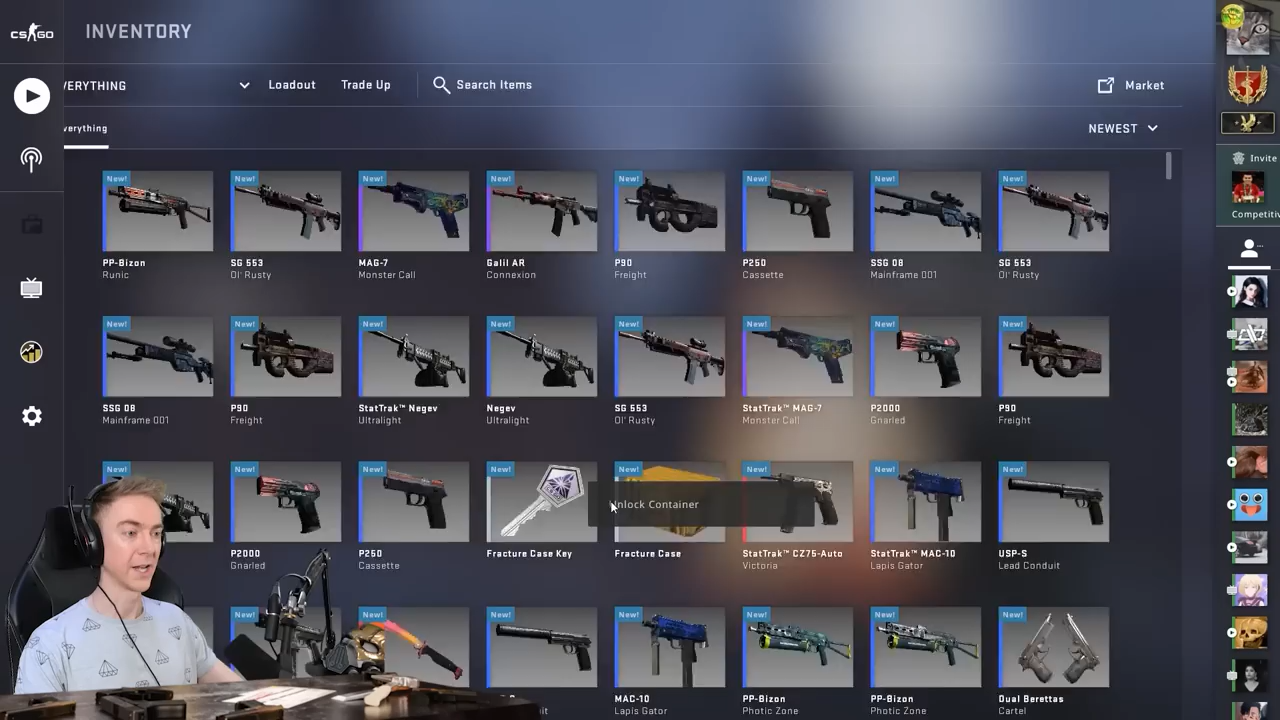 CS GO
INVENTORY
VERYTHING
Loadout
Trade Up
Search Items
Market
verything
NEWEST
New! New! New! New! New! New! New! New!
PP-Bizon SG 553 MAG-7 Galil AR P90 P250 SSG 08 SG 553
Runic Ol' Rusty Monster Call Connexion Freight Cassette Mainframe 001 Ol' Rusty
New! New! New! New! New! New! New! New!
SSG 08 P90 StatTrak™ Negev Negev SG 553 StatTrak™ MAG-7 P2000 P90
Mainframe 001 Freight Ultralight Ultralight Ol' Rusty Monster Call Gnarled Freight
New! New! New! New! New! New! New! New!
Unlock Container
P2000 P250 Fracture Case Key Fracture Case StatTrak™ CZ75-Auto StatTrak™ MAC-10 USP-S
Gnarled Cassette Victoria Lapis Gator Lead Conduit
New! New! New! New! New! New! New!
MAC-10 PP-Bizon PP-Bizon Dual Berettas
Lapis Gator Photic Zone Photic Zone Cartel
Invite
Competitiv